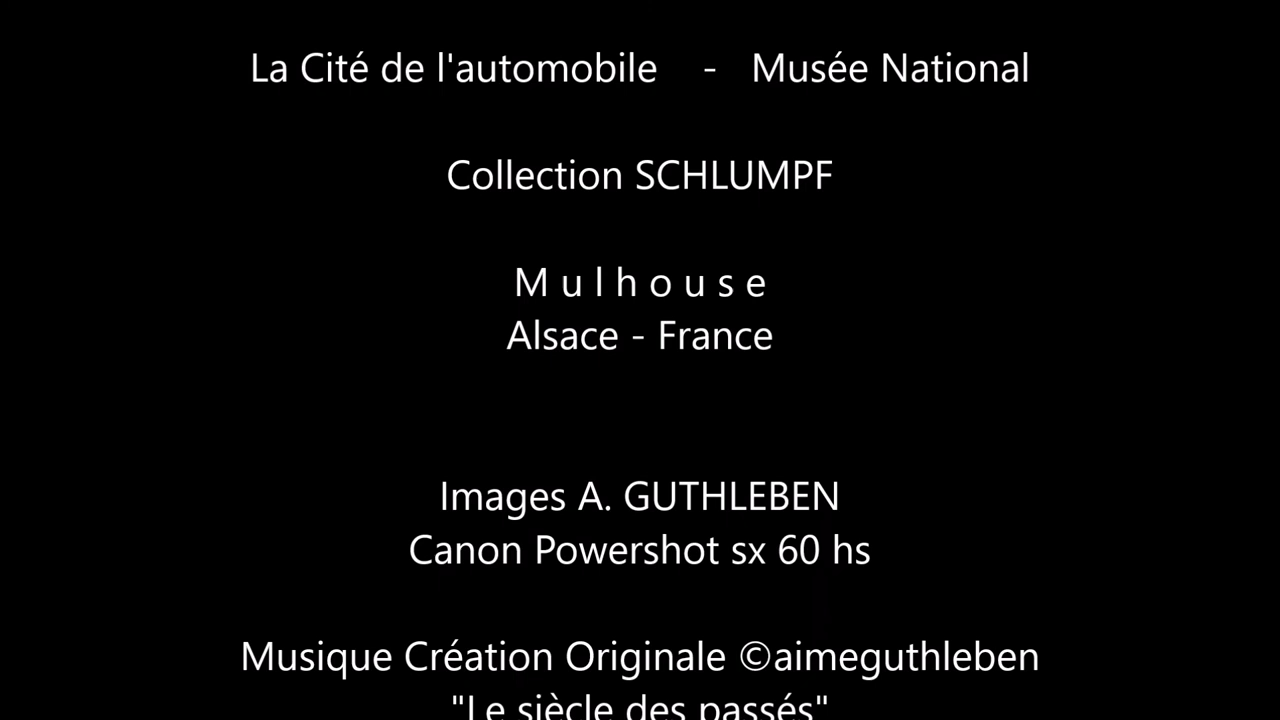 La Cité de l'automobile - Musée National
Collection SCHLUMPF
M u l h o u s e
Alsace - France
Images A. GUTHLEBEN
Canon Powershot sx 60 hs
Musique Création Originale ©aimeguthleben
"Le siècle des passés"